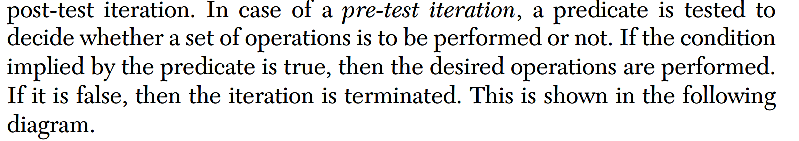 post-test iteration. In case of a pre-test iteration, a predicate is tested to
decide whether a set of operations is to be performed or not. If the condition
implied by the predicate is true, then the desired operations are performed.
If it is false, then the iteration is terminated. This is shown in the following
diagram.